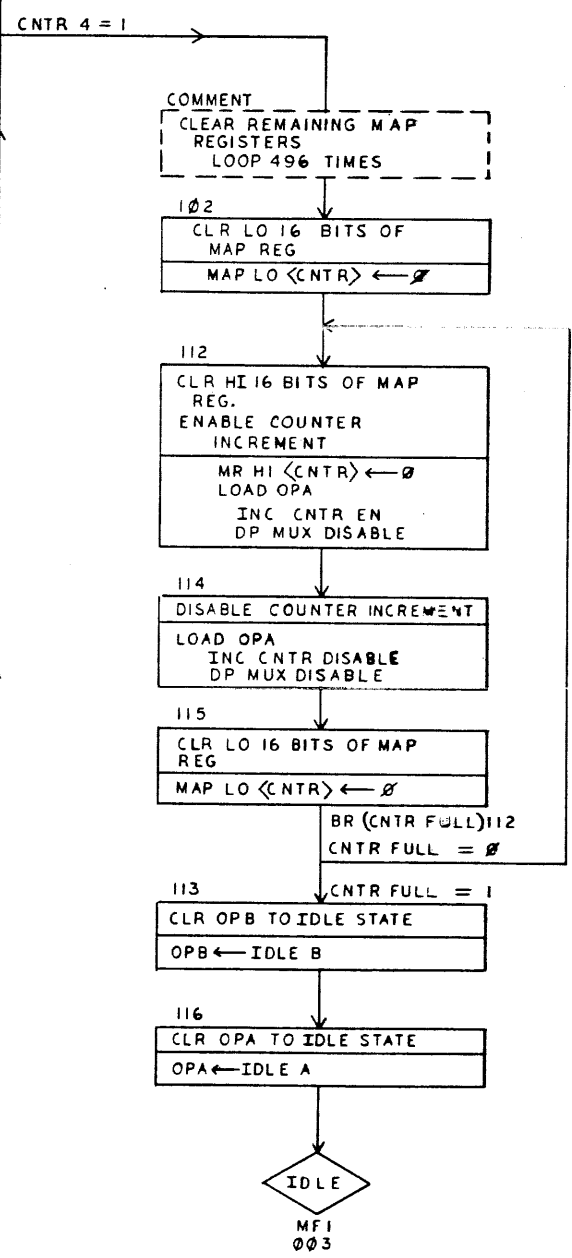 CNTR 4 = 1
COMMENT
CLEAR REMAINING MAP
REGISTERS
LOOP 496 TIMES
1Ø2
CLR LO 16 BITS OF
MAP REG
MAP LO <CNTR> ← Ø
112
CLR HI 16 BITS OF MAP
REG.
ENABLE COUNTER
INCREMENT
MR HI <CNTR> ← Ø
LOAD OPA
INC CNTR EN
DP MUX DISABLE
114
DISABLE COUNTER INCREMENT
LOAD OPA
INC CNTR DISABLE
DP MUX DISABLE
115
CLR LO 16 BITS OF MAP
REG
MAP LO <CNTR> ← Ø
BR (CNTR FULL) 112
CNTR FULL = Ø
CNTR FULL = 1
113
CLR OPB TO IDLE STATE
OPB ← IDLE B
116
CLR OPA TO IDLE STATE
OPA ← IDLE A
IDLE
MF1
ØØ3